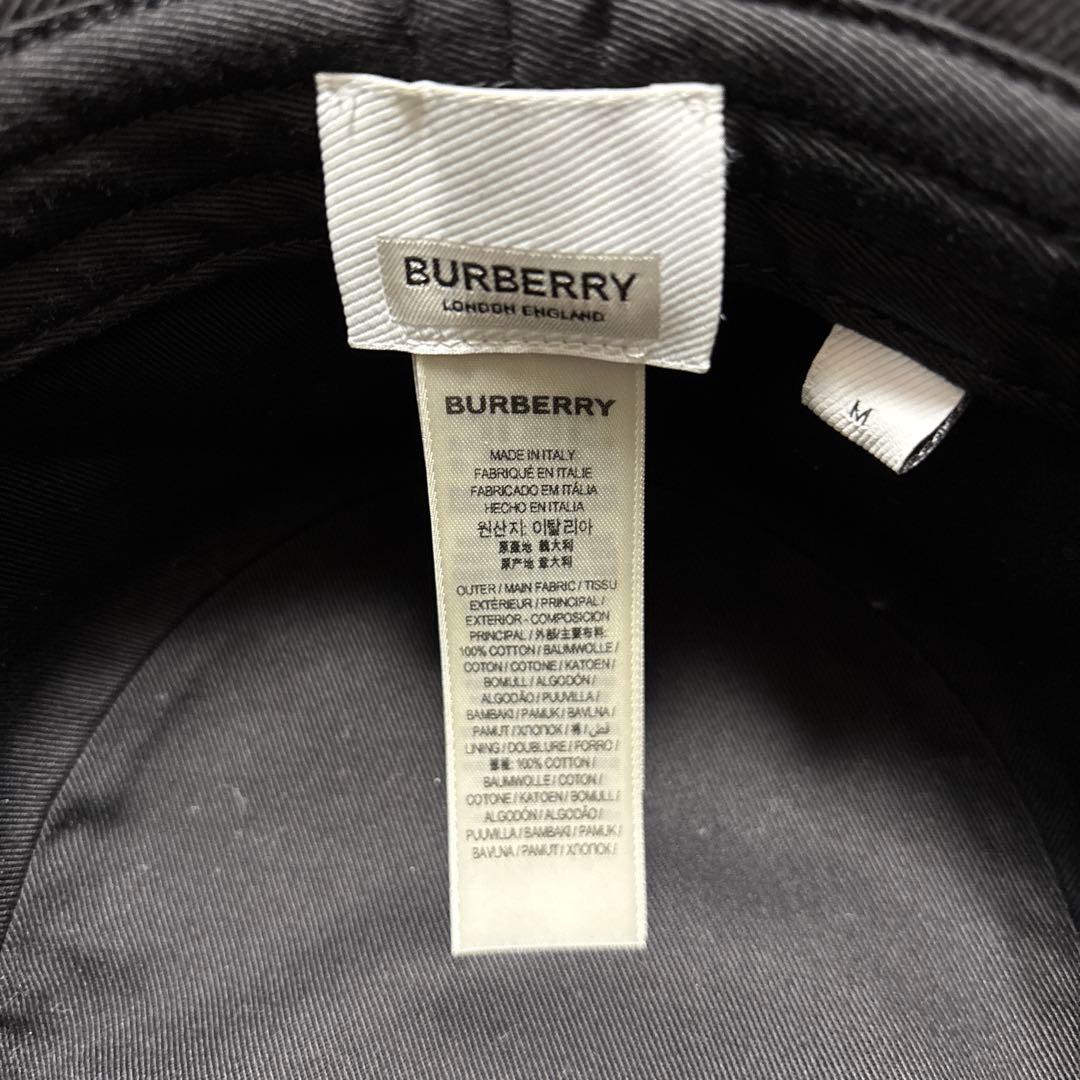 BURBERRY
LONDON ENGLAND
M
BURBERRY
MADE IN ITALY
FABRIQUÉ EN ITALIE
FABRICADO EM ITÁLIA
HECHO EN ITALIA
원산지: 이탈리아
原產地 義大利
原产地 意大利
OUTER / MAIN FABRIC / TISSU
EXTÉRIEUR / PRINCIPAL /
EXTERIOR - COMPOSICION
PRINCIPAL / 外部/主要布料:
100% COTTON / BAUMWOLLE /
COTON / COTONE / KATOEN /
BOMULL / ALGODÓN /
ALGODÃO / PUUVILLA /
BAMBAKI / PAMUK / BAVLNA /
PAMUT / ХЛОПОК / 棉 / قطن
LINING / DOUBLURE / FORRO /
100% COTTON /
BAUMWOLLE / COTON /
COTONE / KATOEN / BOMULL /
ALGODÓN / ALGODÃO /
PUUVILLA / BAMBAKI / PAMUK /
BAVLNA / PAMUT / ХЛОПОК /